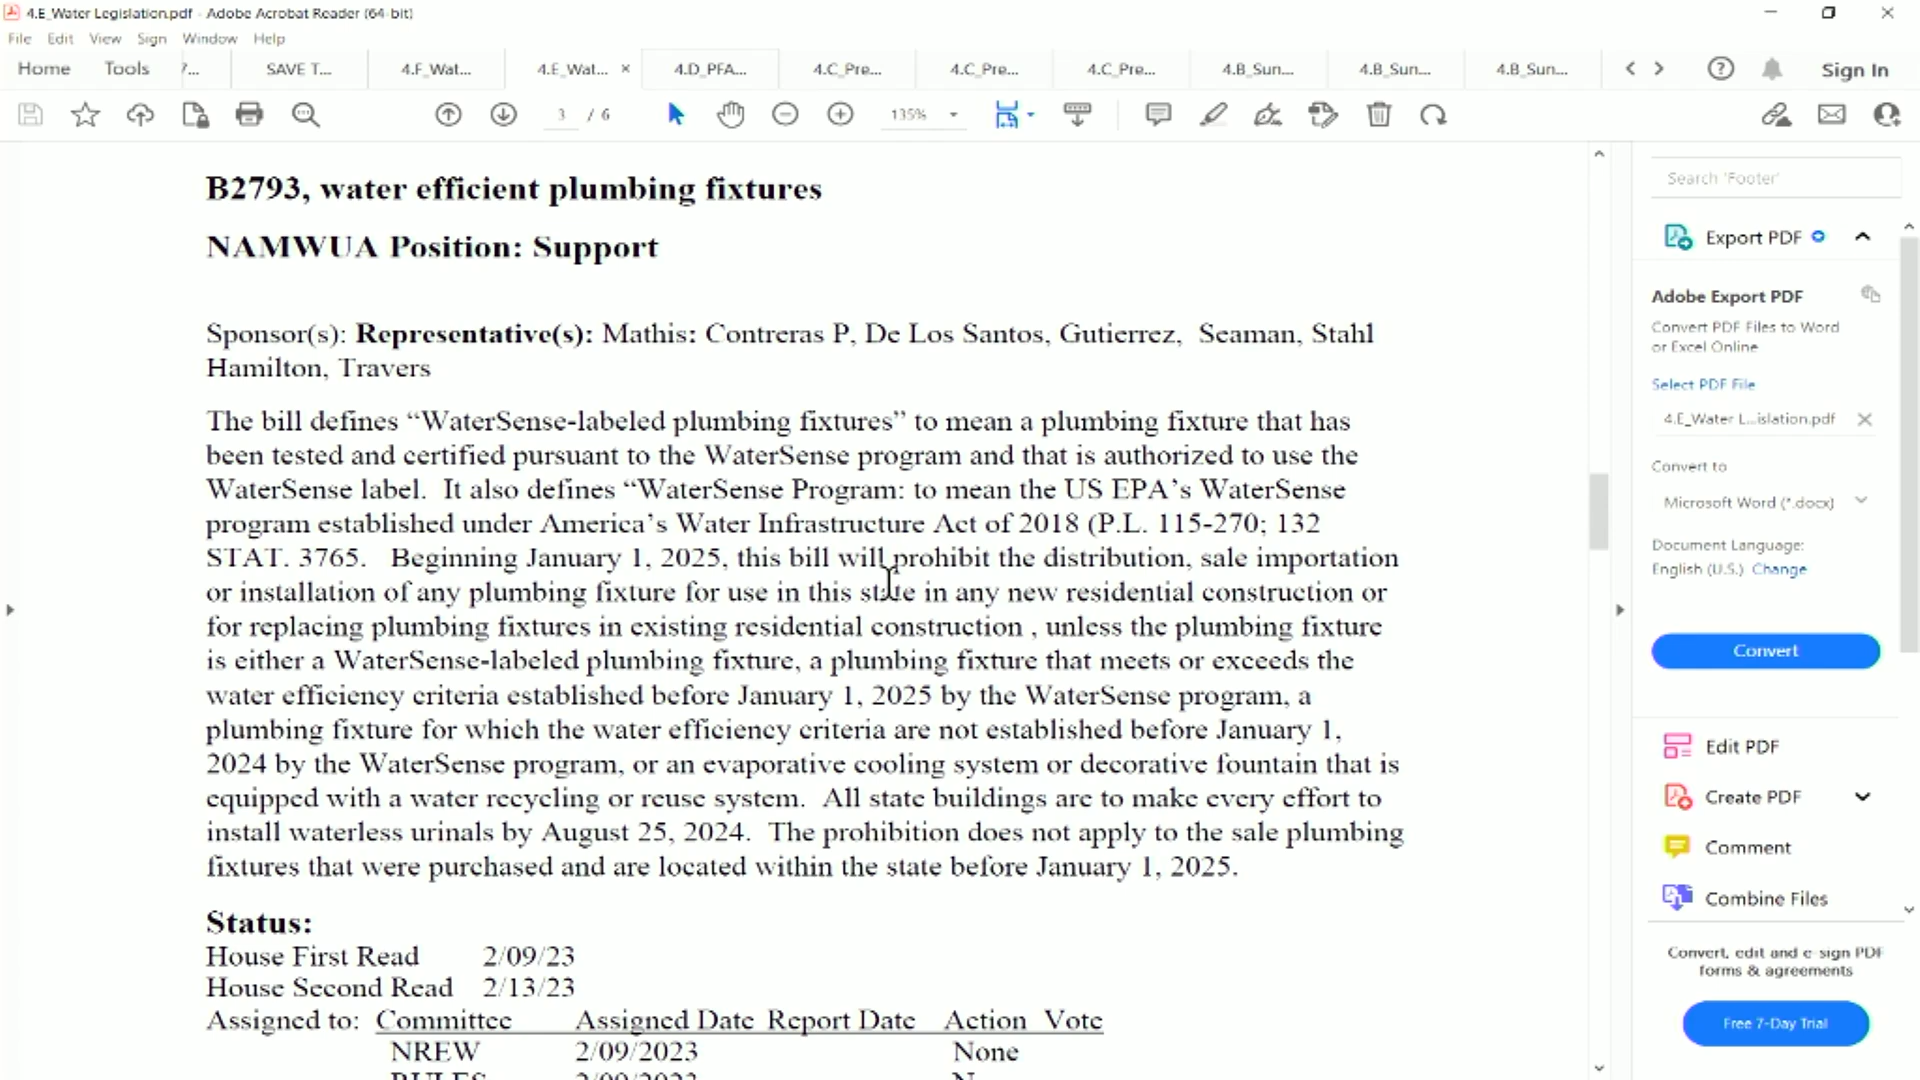 4.E_Water Legislation.pdf - Adobe Acrobat Reader (64-bit)
File Edit View Sign Window Help
Home Tools 7... SAVE T... 4.F_Wat... 4.E_Wat... × 4.D_PFA... 4.C_Pre... 4.C_Pre... 4.C_Pre... 4.B_Sun... 4.B_Sun... 4.B_Sun... Sign In
3 / 6 135%
B2793, water efficient plumbing fixtures
NAMWUA Position: Support
Sponsor(s): Representative(s): Mathis: Contreras P, De Los Santos, Gutierrez, Seaman, Stahl
Hamilton, Travers
The bill defines “WaterSense-labeled plumbing fixtures” to mean a plumbing fixture that has
been tested and certified pursuant to the WaterSense program and that is authorized to use the
WaterSense label. It also defines “WaterSense Program: to mean the US EPA’s WaterSense
program established under America’s Water Infrastructure Act of 2018 (P.L. 115-270; 132
STAT. 3765. Beginning January 1, 2025, this bill will prohibit the distribution, sale importation
or installation of any plumbing fixture for use in this state in any new residential construction or
for replacing plumbing fixtures in existing residential construction , unless the plumbing fixture
is either a WaterSense-labeled plumbing fixture, a plumbing fixture that meets or exceeds the
water efficiency criteria established before January 1, 2025 by the WaterSense program, a
plumbing fixture for which the water efficiency criteria are not established before January 1,
2024 by the WaterSense program, or an evaporative cooling system or decorative fountain that is
equipped with a water recycling or reuse system. All state buildings are to make every effort to
install waterless urinals by August 25, 2024. The prohibition does not apply to the sale plumbing
fixtures that were purchased and are located within the state before January 1, 2025.
Status:
House First Read 2/09/23
House Second Read 2/13/23
Assigned to: Committee Assigned Date Report Date Action Vote
NREW 2/09/2023 None
Search 'Footer'
Export PDF
Adobe Export PDF
Convert PDF Files to Word
or Excel Online
Select PDF File
4.E_Water L...islation.pdf
Convert to
Microsoft Word (*.docx)
Document Language:
English (U.S.) Change
Convert
Edit PDF
Create PDF
Comment
Combine Files
Convert, edit and e-sign PDF
forms & agreements
Free 7-Day Trial